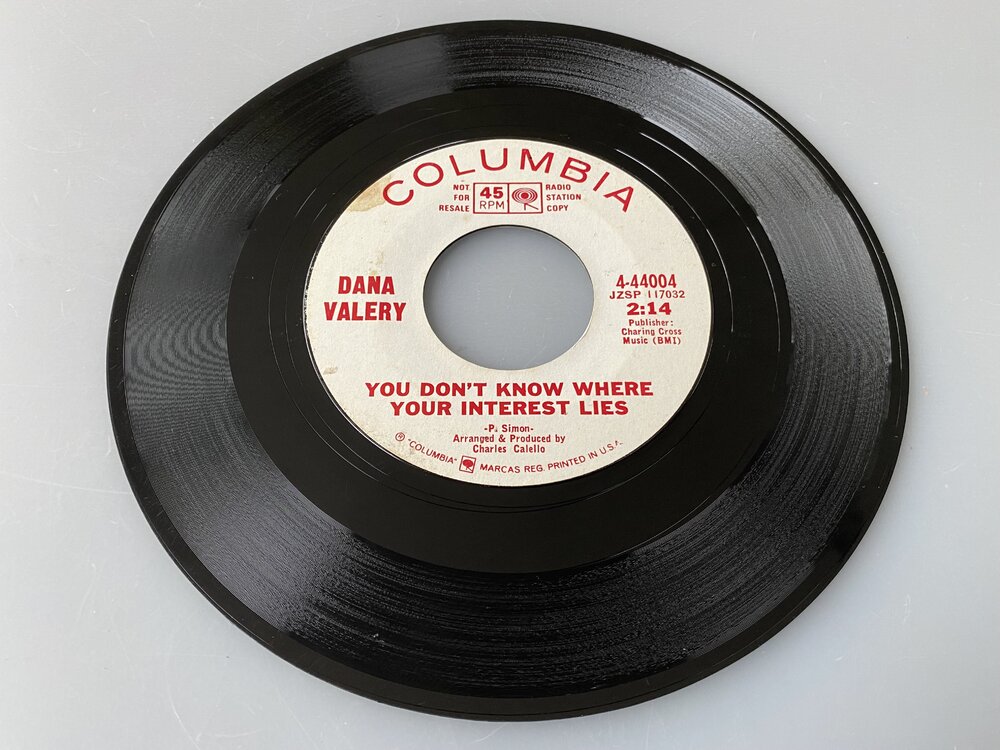 COLUMBIA
NOT
FOR
RESALE
45
RPM
RADIO
STATION
COPY
DANA
VALERY
4-44004
JZSP 117032
2:14
Publisher:
Charing Cross
Music (BMI)
YOU DON'T KNOW WHERE
YOUR INTEREST LIES
-P. Simon-
Arranged & Produced by
Charles Calello
® "COLUMBIA" MARCAS REG. PRINTED IN U.S.A.